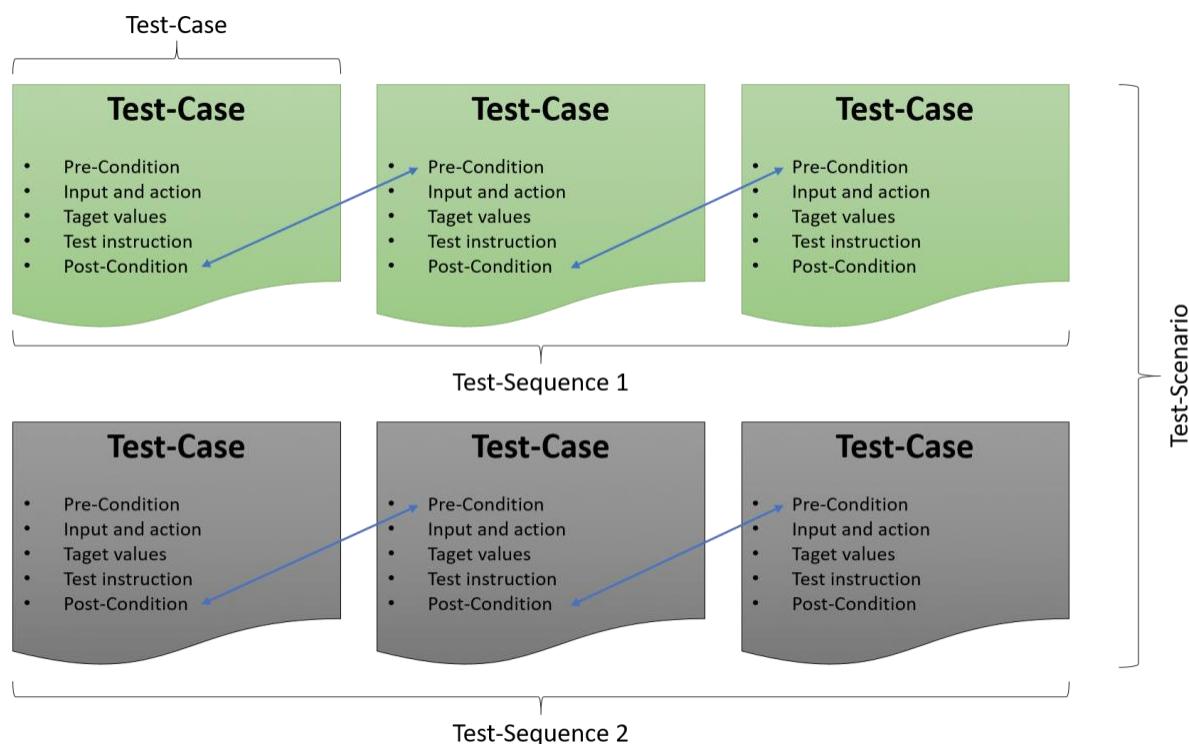 Test-Case
Test-Case
• Pre-Condition
• Input and action
• Taget values
• Test instruction
• Post-Condition
Test-Case
• Pre-Condition
• Input and action
• Taget values
• Test instruction
• Post-Condition
Test-Case
• Pre-Condition
• Input and action
• Taget values
• Test instruction
• Post-Condition
Test-Sequence 1
Test-Case
• Pre-Condition
• Input and action
• Taget values
• Test instruction
• Post-Condition
Test-Case
• Pre-Condition
• Input and action
• Taget values
• Test instruction
• Post-Condition
Test-Case
• Pre-Condition
• Input and action
• Taget values
• Test instruction
• Post-Condition
Test-Sequence 2
Test-Scenario